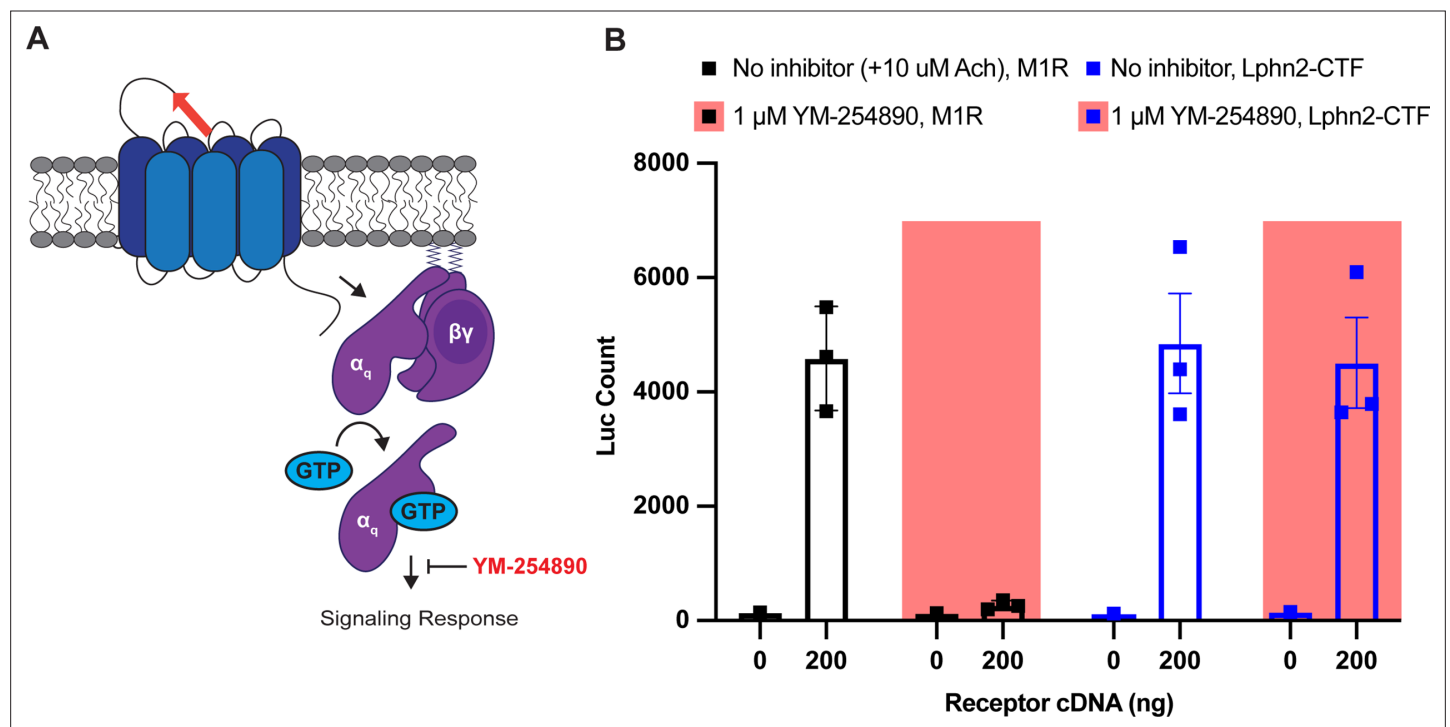 A
βγ
αq
GTP
GTP
αq
YM-254890
Signaling Response
B
No inhibitor (+10 uM Ach), M1R
No inhibitor, Lphn2-CTF
1 µM YM-254890, M1R
1 µM YM-254890, Lphn2-CTF
8000
6000
4000
2000
0
Luc Count
0 200 0 200 0 200 0 200
Receptor cDNA (ng)